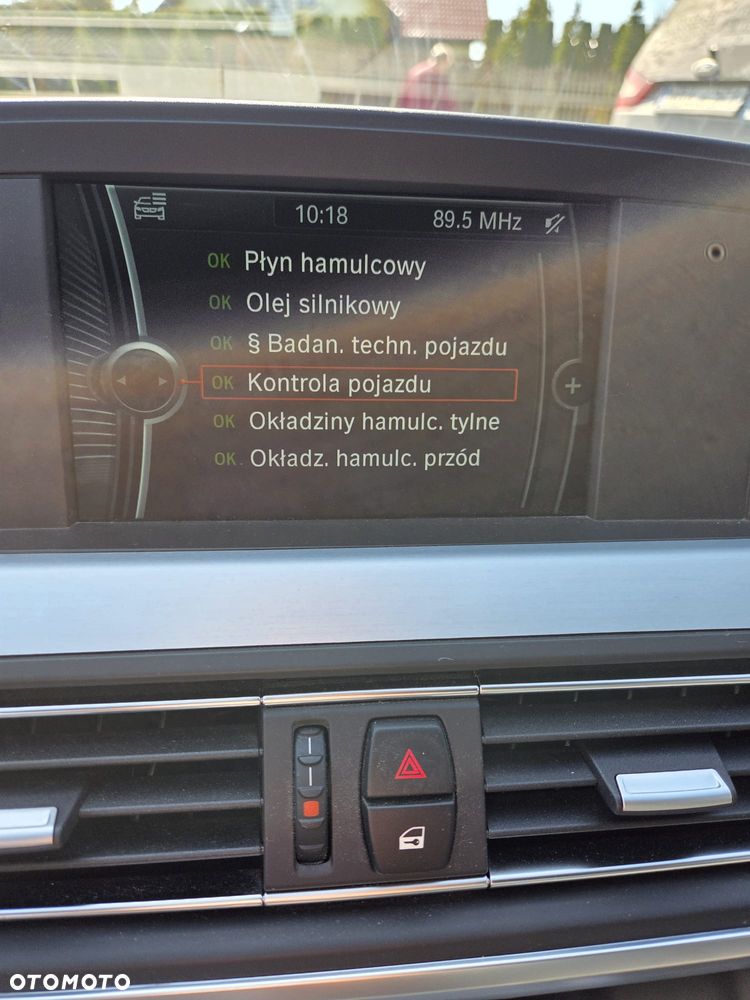 10:18 89.5 MHz
OK Płyn hamulcowy
OK Olej silnikowy
OK § Badan. techn. pojazdu
OK Kontrola pojazdu
OK Okładziny hamulc. tylne
OK Okładz. hamulc. przód
OTOMOTO